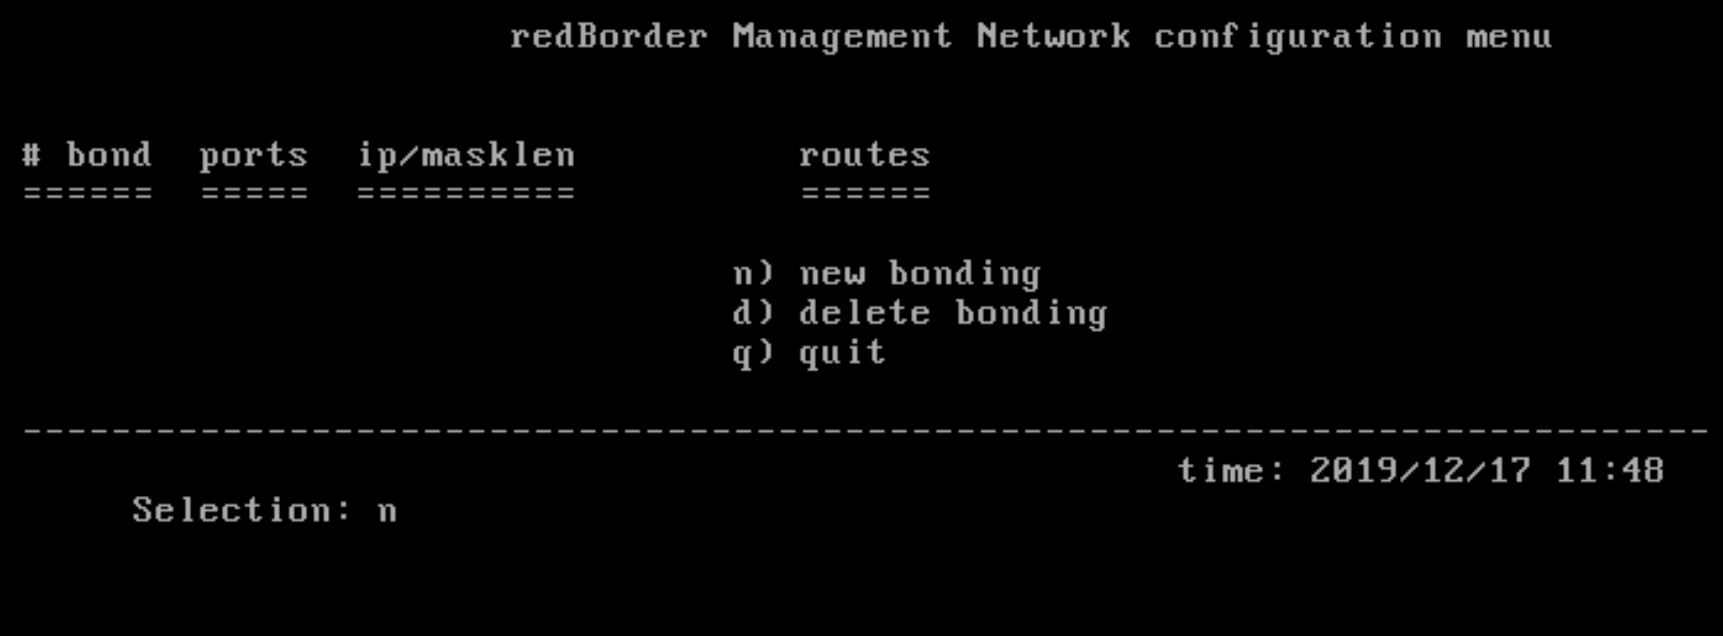 redBorder Management Network configuration menu
# bond  ports  ip/masklen          routes
======  =====  ==========          ======
n) new bonding
d) delete bonding
q) quit
----------------------------------------------------------------------------
time: 2019/12/17 11:48
Selection: n